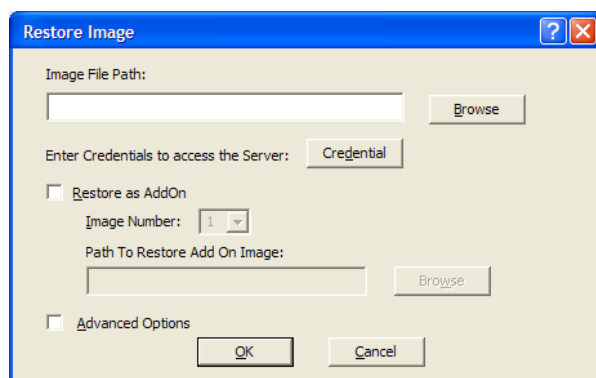 Restore Image
Image File Path:
Browse
Enter Credentials to access the Server: Credential
Restore as AddOn
Image Number: 1
Path To Restore Add On Image:
Browse
Advanced Options
OK Cancel